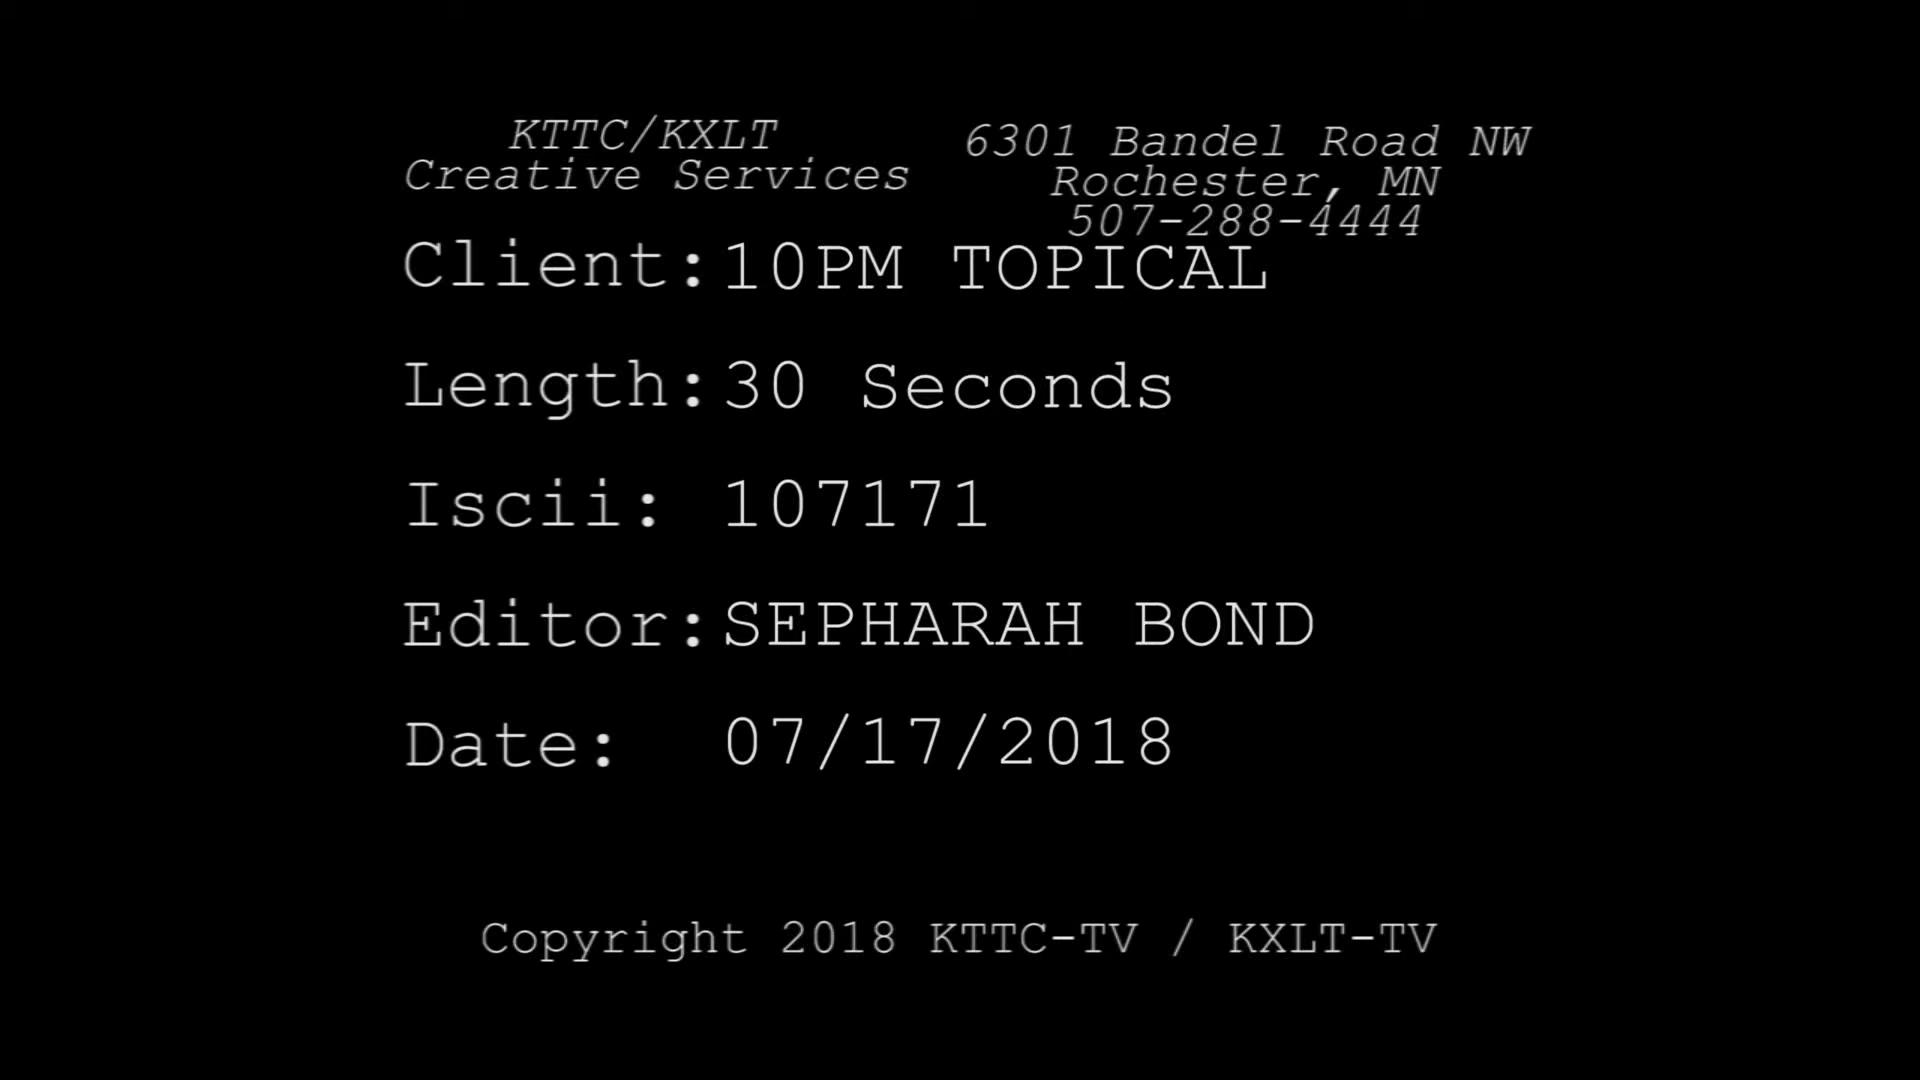 KTTC/KXLT
Creative Services
6301 Bandel Road NW
Rochester, MN
507-288-4444
Client: 10PM TOPICAL
Length: 30 Seconds
Iscii: 107171
Editor: SEPHARAH BOND
Date: 07/17/2018
Copyright 2018 KTTC-TV / KXLT-TV